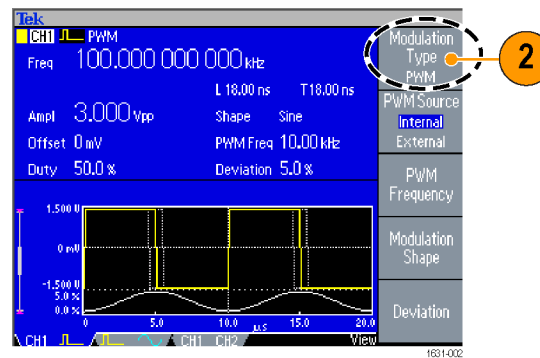 Tek
CH1 PWM
Freq 100.000 000 000 kHz
L 18.00 ns T18.00 ns
Ampl 3.000 Vpp Shape Sine
Offset 0 mV PWM Freq 10.00 kHz
Duty 50.0 % Deviation 5.0 %
1.500 V
0 mV
-1.500 V
5.0 %
0.0 %
0 5.0 10.0 µs 15.0 20.0
CH1 CH1 CH2 View
Modulation
Type
PWM
2
PWM Source
Internal
External
PWM
Frequency
Modulation
Shape
Deviation
1631-002